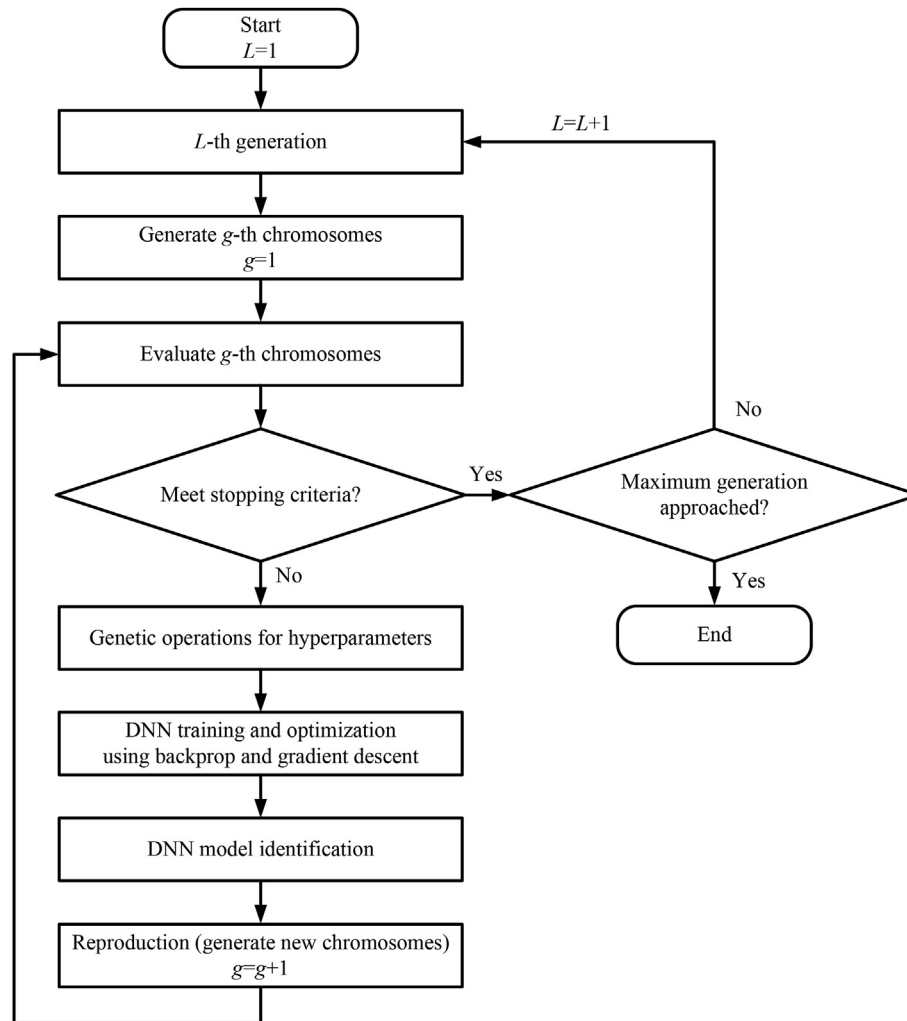 Start
L=1
L-th generation
L=L+1
Generate g-th chromosomes
g=1
Evaluate g-th chromosomes
No
Meet stopping criteria?
Yes
Maximum generation
approached?
No
Yes
Genetic operations for hyperparameters
End
DNN training and optimization
using backprop and gradient descent
DNN model identification
Reproduction (generate new chromosomes)
g=g+1